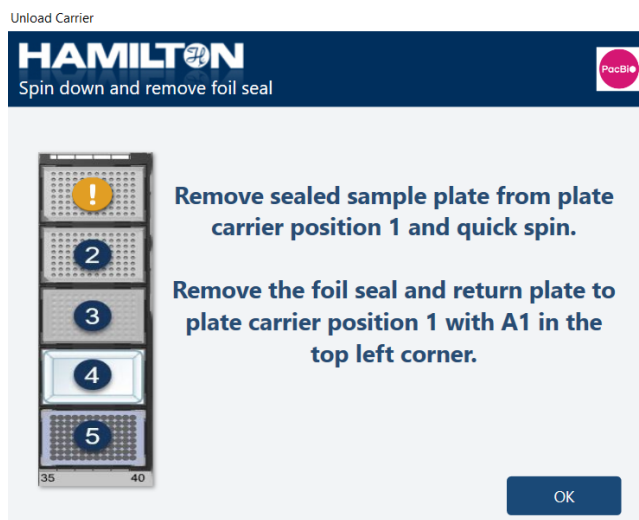 Unload Carrier
HAMILTON
Spin down and remove foil seal
PacBio
!
2
3
4
5
35 40
Remove sealed sample plate from plate
carrier position 1 and quick spin.
Remove the foil seal and return plate to
plate carrier position 1 with A1 in the
top left corner.
OK